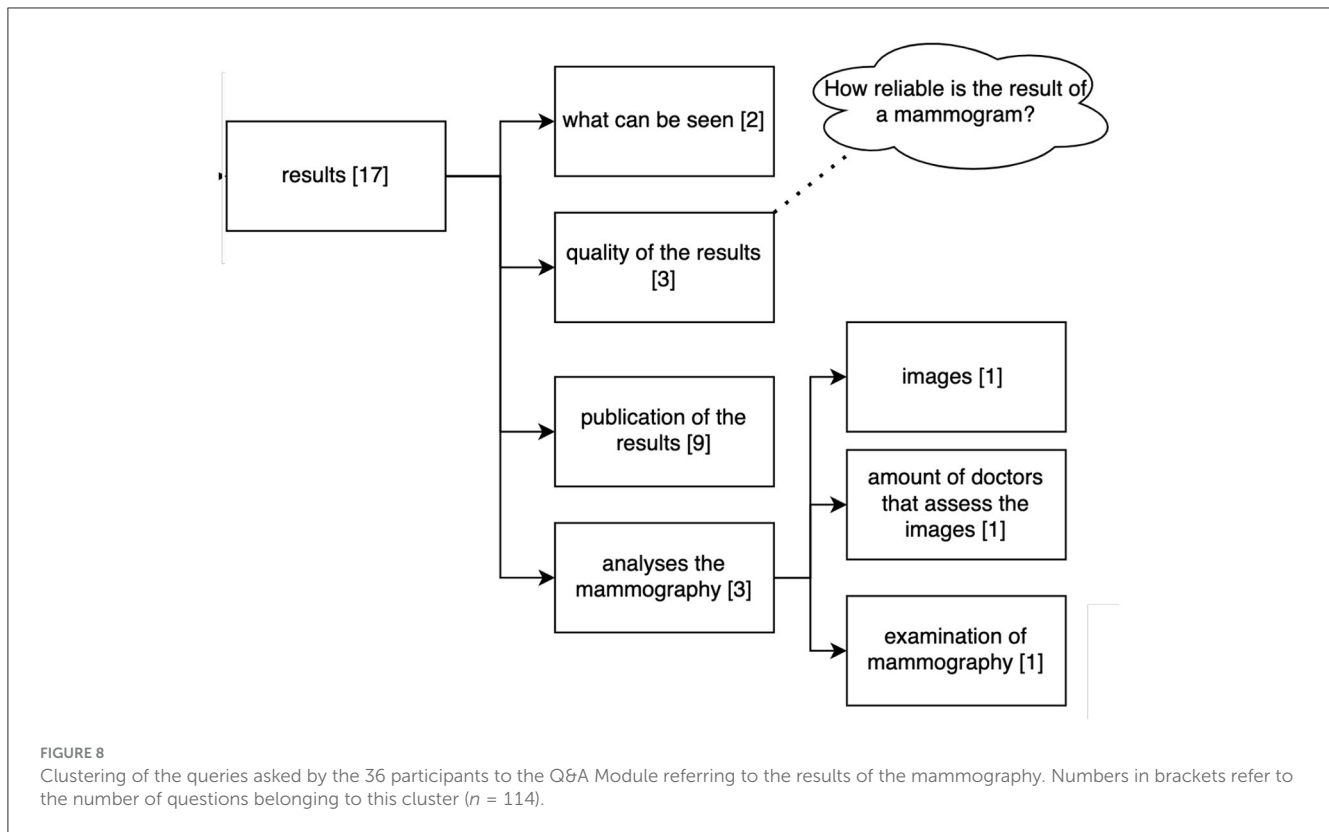 results [17]
what can be seen [2]
How reliable is the result of
a mammogram?
quality of the results
[3]
publication of the
results [9]
analyses the
mammography [3]
images [1]
amount of doctors
that assess the
images [1]
examination of
mammography [1]
FIGURE 8
Clustering of the queries asked by the 36 participants to the Q&A Module referring to the results of the mammography. Numbers in brackets refer to
the number of questions belonging to this cluster (n = 114).